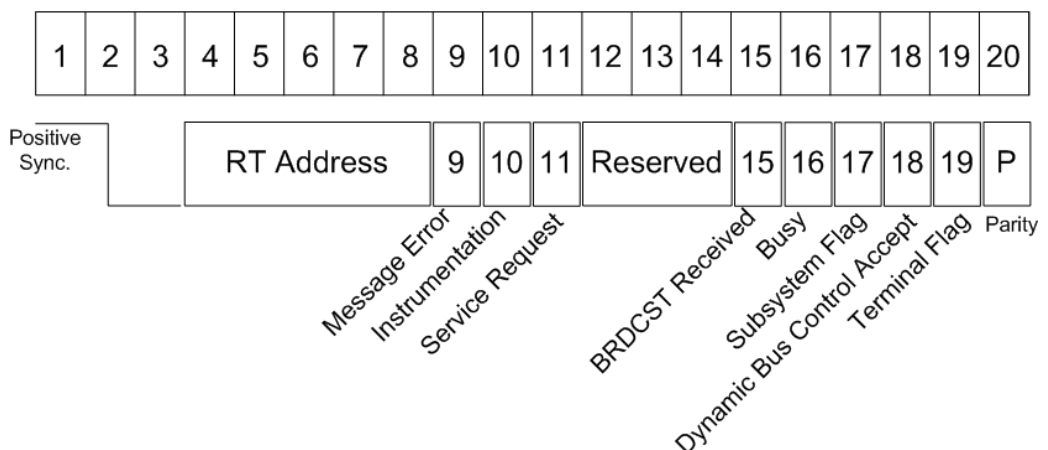 1 2 3 4 5 6 7 8 9 10 11 12 13 14 15 16 17 18 19 20
Positive
Sync.
RT Address 9 10 11 Reserved 15 16 17 18 19 P
Message Error
Instrumentation
Service Request
BRDCST Received
Busy
Subsystem Flag
Dynamic Bus Control Accept
Terminal Flag
Parity